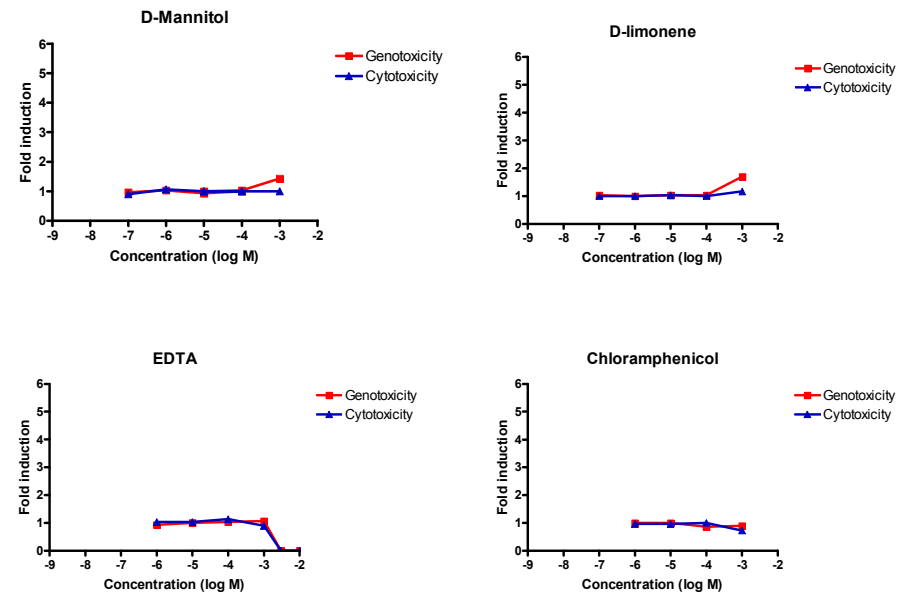 D-Mannitol
Fold induction
6
5
4
3
2
1
0
-9 -8 -7 -6 -5 -4 -3 -2
Concentration (log M)
Genotoxicity
Cytotoxicity
D-limonene
Fold induction
6
5
4
3
2
1
0
-9 -8 -7 -6 -5 -4 -3 -2
Concentration (log M)
Genotoxicity
Cytotoxicity
EDTA
Fold induction
6
5
4
3
2
1
0
-9 -8 -7 -6 -5 -4 -3 -2
Concentration (log M)
Genotoxicity
Cytotoxicity
Chloramphenicol
Fold induction
6
5
4
3
2
1
0
-9 -8 -7 -6 -5 -4 -3 -2
Concentration (log M)
Genotoxicity
Cytotoxicity